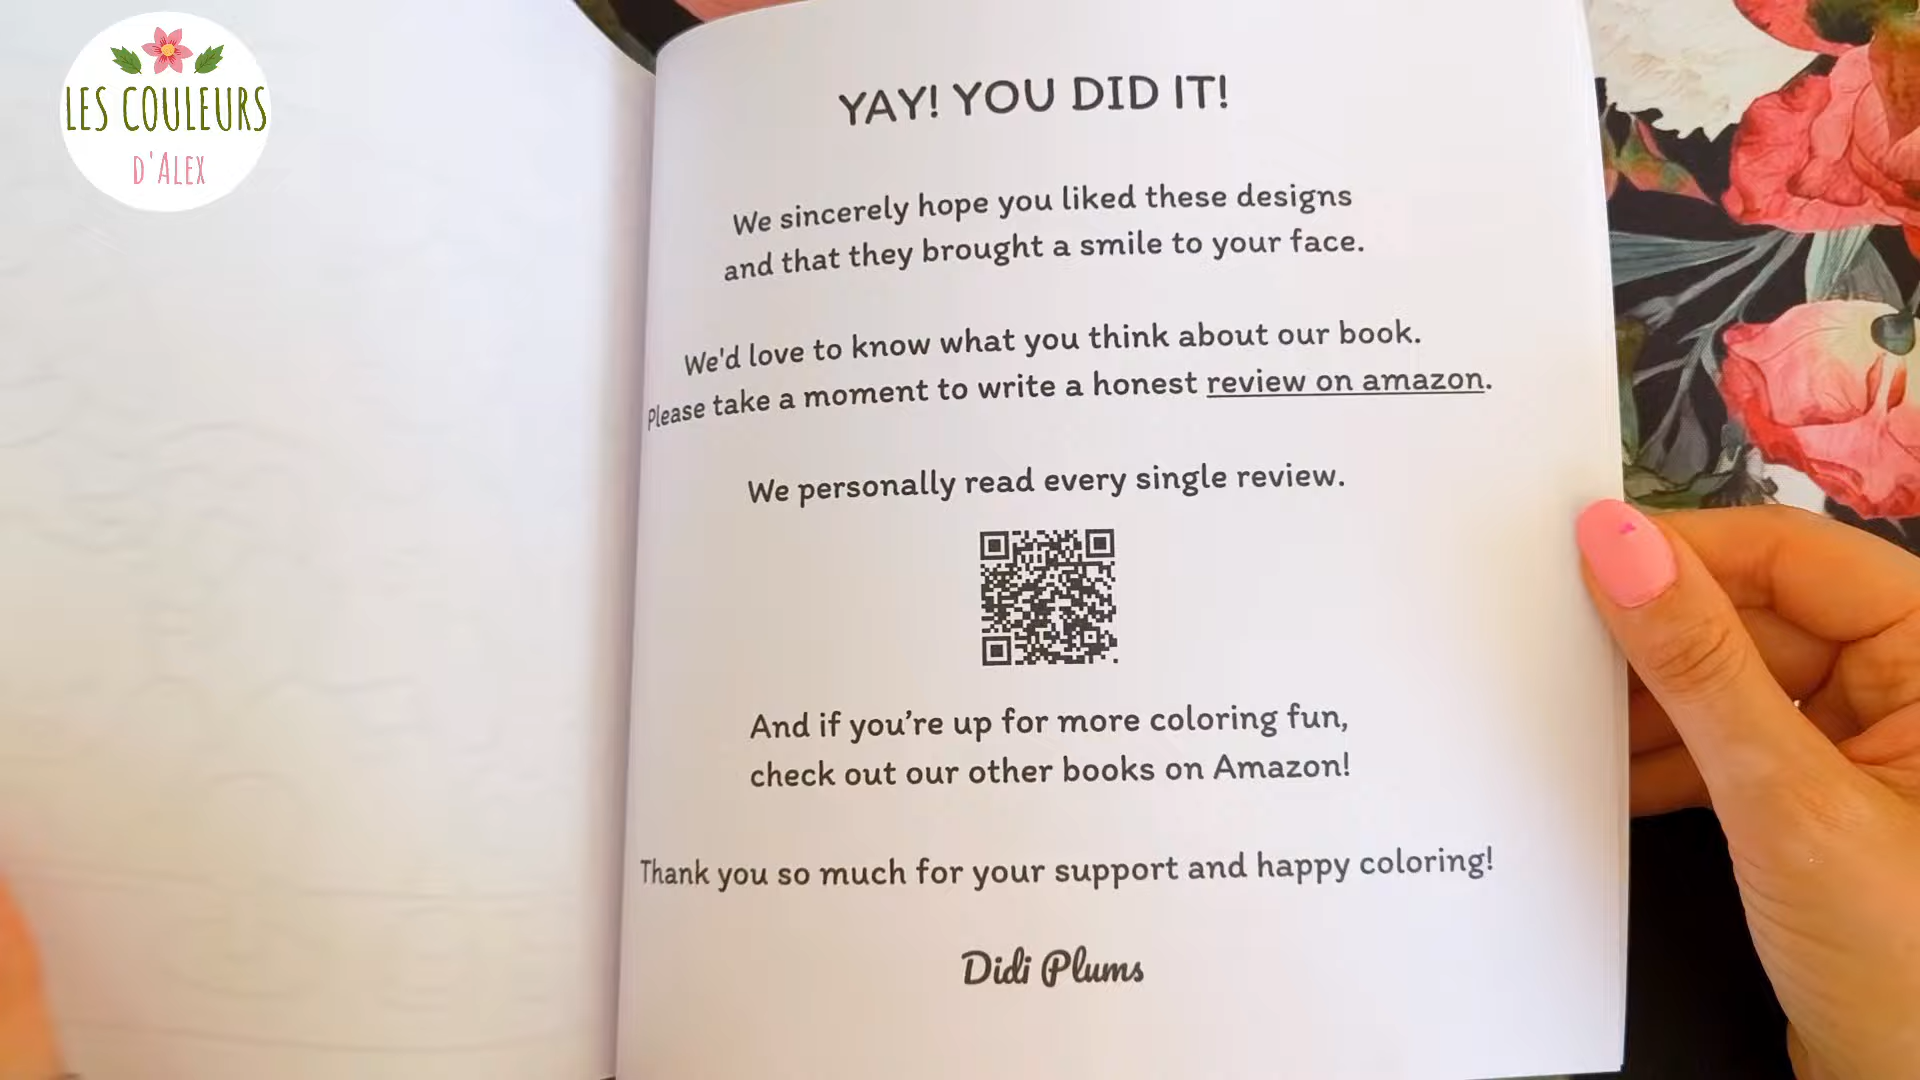 LES COULEURS
D'ALEX
YAY! YOU DID IT!
We sincerely hope you liked these designs
and that they brought a smile to your face.
We'd love to know what you think about our book.
Please take a moment to write a honest review on amazon.
We personally read every single review.
And if you're up for more coloring fun,
check out our other books on Amazon!
Thank you so much for your support and happy coloring!
Didi Plums